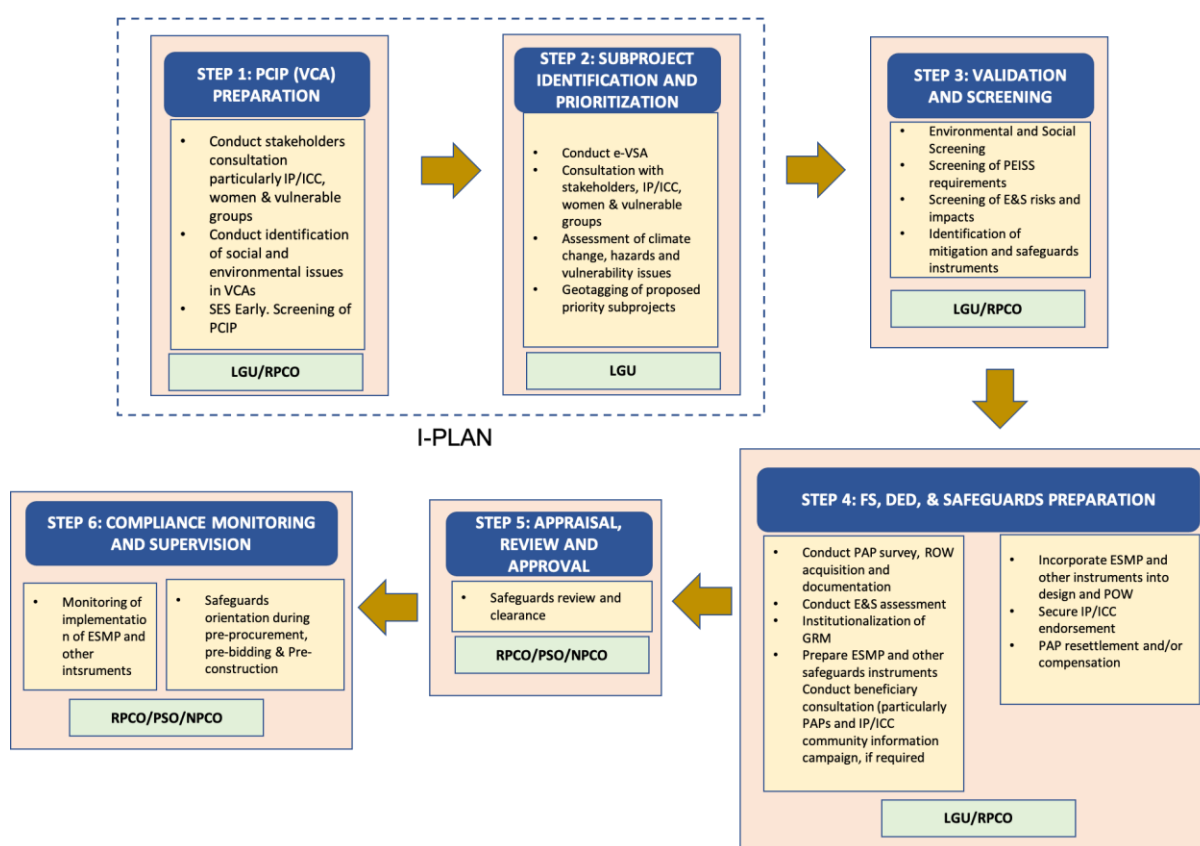 STEP 1: PCIP (VCA)
PREPARATION
• Conduct stakeholders
consultation
particularly IP/ICC,
women & vulnerable
groups
• Conduct identification
of social and
environmental issues
in VCAs
• SES Early. Screening of
PCIP
LGU/RPCO
STEP 2: SUBPROJECT
IDENTIFICATION AND
PRIORITIZATION
• Conduct e-VSA
• Consultation with
stakeholders, IP/ICC,
women & vulnerable
groups
• Assessment of climate
change, hazards and
vulnerability issues
• Geotagging of proposed
priority subprojects
LGU
I-PLAN
STEP 3: VALIDATION
AND SCREENING
• Environmental and Social
Screening
• Screening of PEISS
requirements
• Screening of E&S risks and
impacts
• Identification of
mitigation and safeguards
instruments
LGU/RPCO
STEP 4: FS, DED, & SAFEGUARDS PREPARATION
• Conduct PAP survey, ROW
acquisition and
documentation
• Conduct E&S assessment
• Institutionalization of
GRM
• Prepare ESMP and other
safeguards instruments
Conduct beneficiary
consultation (particularly
PAPs and IP/ICC
community information
campaign, if required
• Incorporate ESMP and
other instruments into
design and POW
• Secure IP/ICC
endorsement
• PAP resettlement and/or
compensation
LGU/RPCO
STEP 5: APPRAISAL,
REVIEW AND
APPROVAL
• Safeguards review and
clearance
RPCO/PSO/NPCO
STEP 6: COMPLIANCE MONITORING
AND SUPERVISION
• Monitoring of
implementatio
n of ESMP and
other
intsruments
• Safeguards
orientation during
pre-procurement,
pre-bidding & Pre-
construction
RPCO/PSO/NPCO